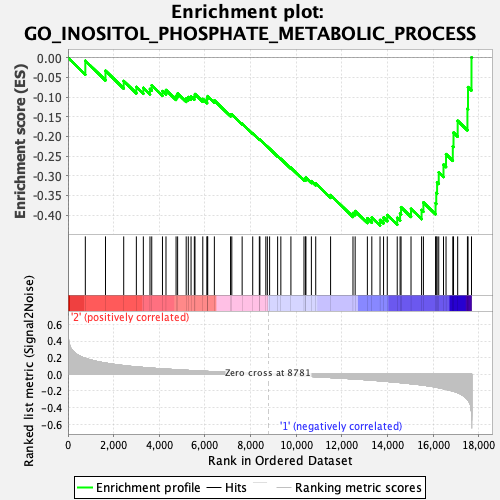 Enrichment plot:
GO_INOSITOL_PHOSPHATE_METABOLIC_PROCESS
Enrichment score (ES)
0.00
-0.05
-0.10
-0.15
-0.20
-0.25
-0.30
-0.35
-0.40
Ranked list metric (Signal2Noise)
'2' (positively correlated)
0.6
0.4
0.2
0.0
-0.2
-0.4
-0.6
Zero cross at 8781
'1' (negatively correlated)
0 2,000 4,000 6,000 8,000 10,000 12,000 14,000 16,000 18,000
Rank in Ordered Dataset
Enrichment profile Hits Ranking metric scores